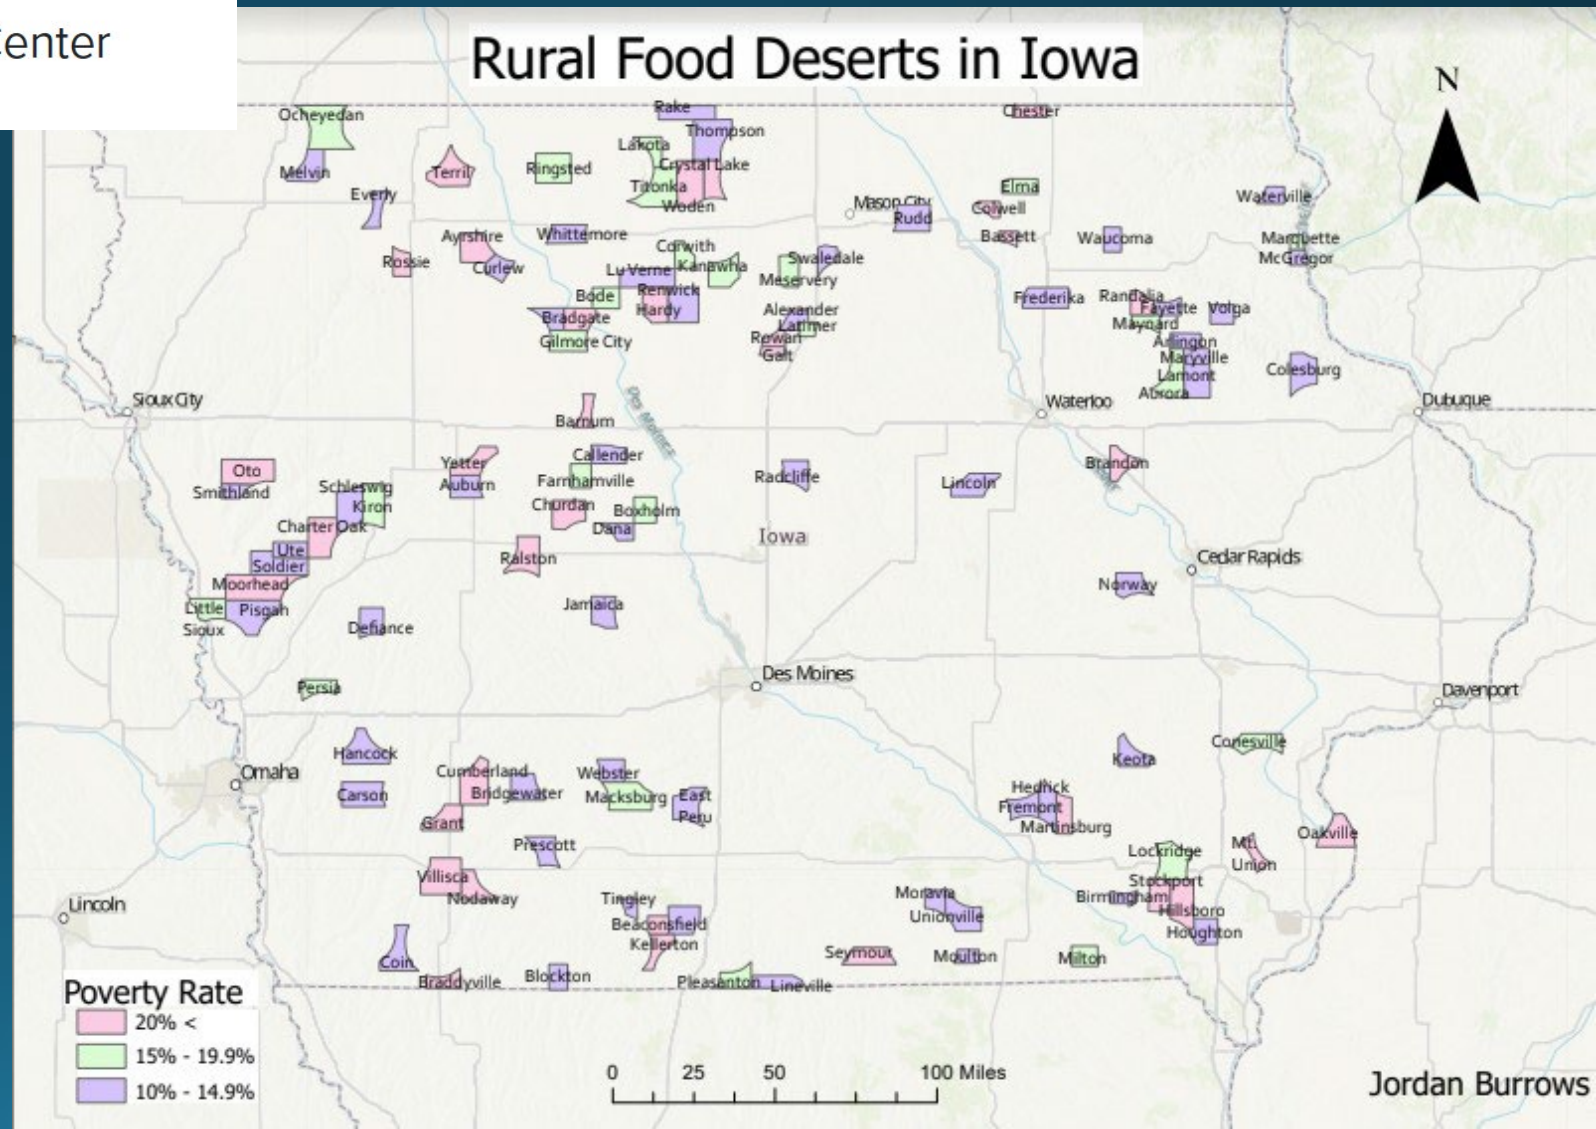 Center
Rural Food Deserts in Iowa
N
Ocheyedan
Rake
Chester
Thompson
Lakota
Melvin
Terril
Ringsted
Crystal Lake
Titonka
Woden
Everly
Elma
Waterville
Mason City
Rudd
Colwell
Ayrshire
Whittemore
Bassett
Waucoma
Marquette
McGregor
Rossie
Curlew
Corwith
Lu Verne
Kanawha
Swaledale
Meservery
Bode
Renwick
Hardy
Frederika
Randalia
Fayette
Volga
Bradgate
Alexander
Latimer
Maynard
Gilmore City
Rowan
Galt
Arlington
Maryville
Lamont
Colesburg
Aurora
Sioux City
Des Moines
Barnum
Waterloo
Dubuque
Oto
Smithland
Yetter
Auburn
Callender
Farnhamville
Radcliffe
Lincoln
Brandon
Schleswig
Kiron
Churdan
Boxholm
Dana
Charter Oak
Iowa
Ute
Soldier
Ralston
Cedar Rapids
Moorhead
Norway
Little
Sioux
Pisgah
Jamaica
Defiance
Persia
Des Moines
Davenport
Hancock
Conesville
Keota
Omaha
Cumberland
Webster
Carson
Bridgewater
Macksburg
East
Peru
Hedrick
Fremont
Martinsburg
Grant
Oakville
Prescott
Lockridge
Mt.
Union
Villisca
Nodaway
Stockport
Birmingham
Hillsboro
Houghton
Lincoln
Tingley
Moravia
Unionville
Beaconsfield
Kellerton
Coin
Seymour
Moulton
Milton
Braddyville
Blockton
Pleasanton
Lineville
Poverty Rate
20% <
15% - 19.9%
10% - 14.9%
0 25 50 100 Miles
Jordan Burrows